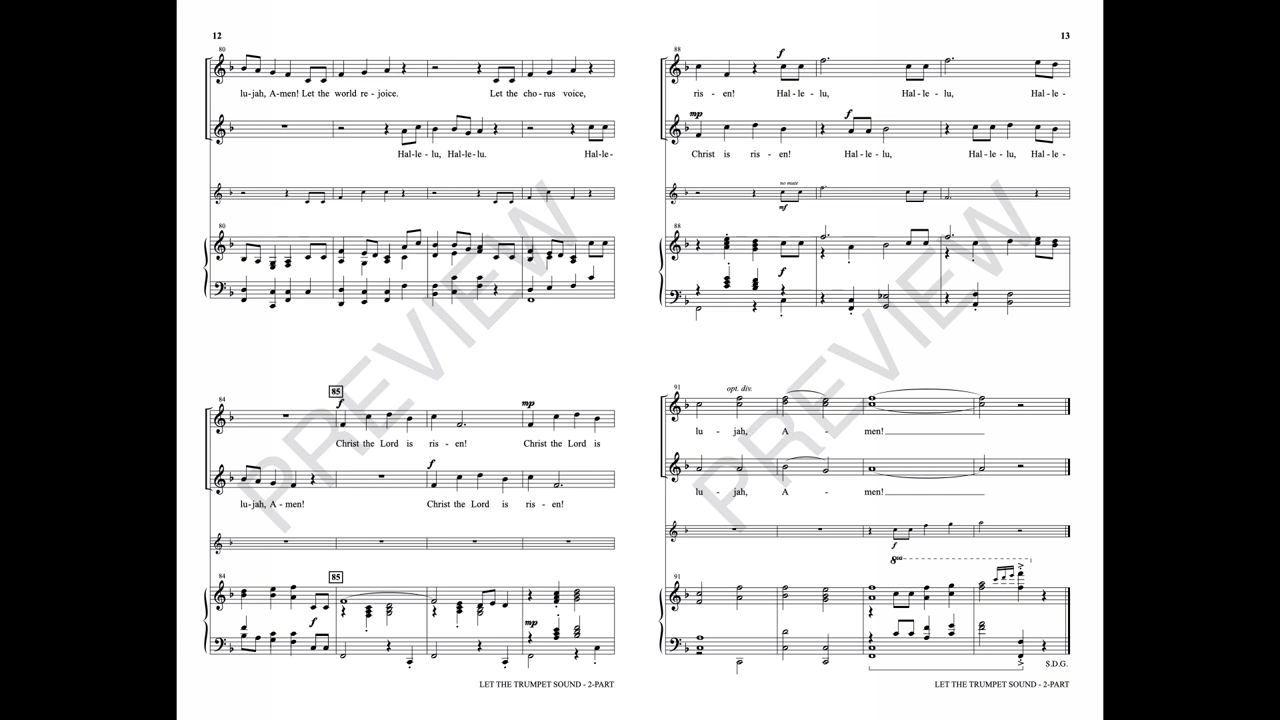 12
80
lu-jah, A-men! Let the world re-joice. Let the cho-rus voice,
Hal-le-lu, Hal-le-lu. Hal-le-
80
84
85
f
Christ the Lord is ris-en!
mp
Christ the Lord is
lu-jah, A-men!
f
Christ the Lord is ris-en!
84
85
f
mp
LET THE TRUMPET SOUND - 2-PART
PREVIEW
13
88
f
ris-en! Hal-le-lu, Hal-le-lu, Hal-le-
mp
f
Christ is ris-en! Hal-le-lu, Hal-le-lu, Hal-le-
no mute
mf
88
f
91
opt. div.
lu-jah, A-men!
lu-jah, A-men!
f
8va
91
S.D.G.
LET THE TRUMPET SOUND - 2-PART
PREVIEW